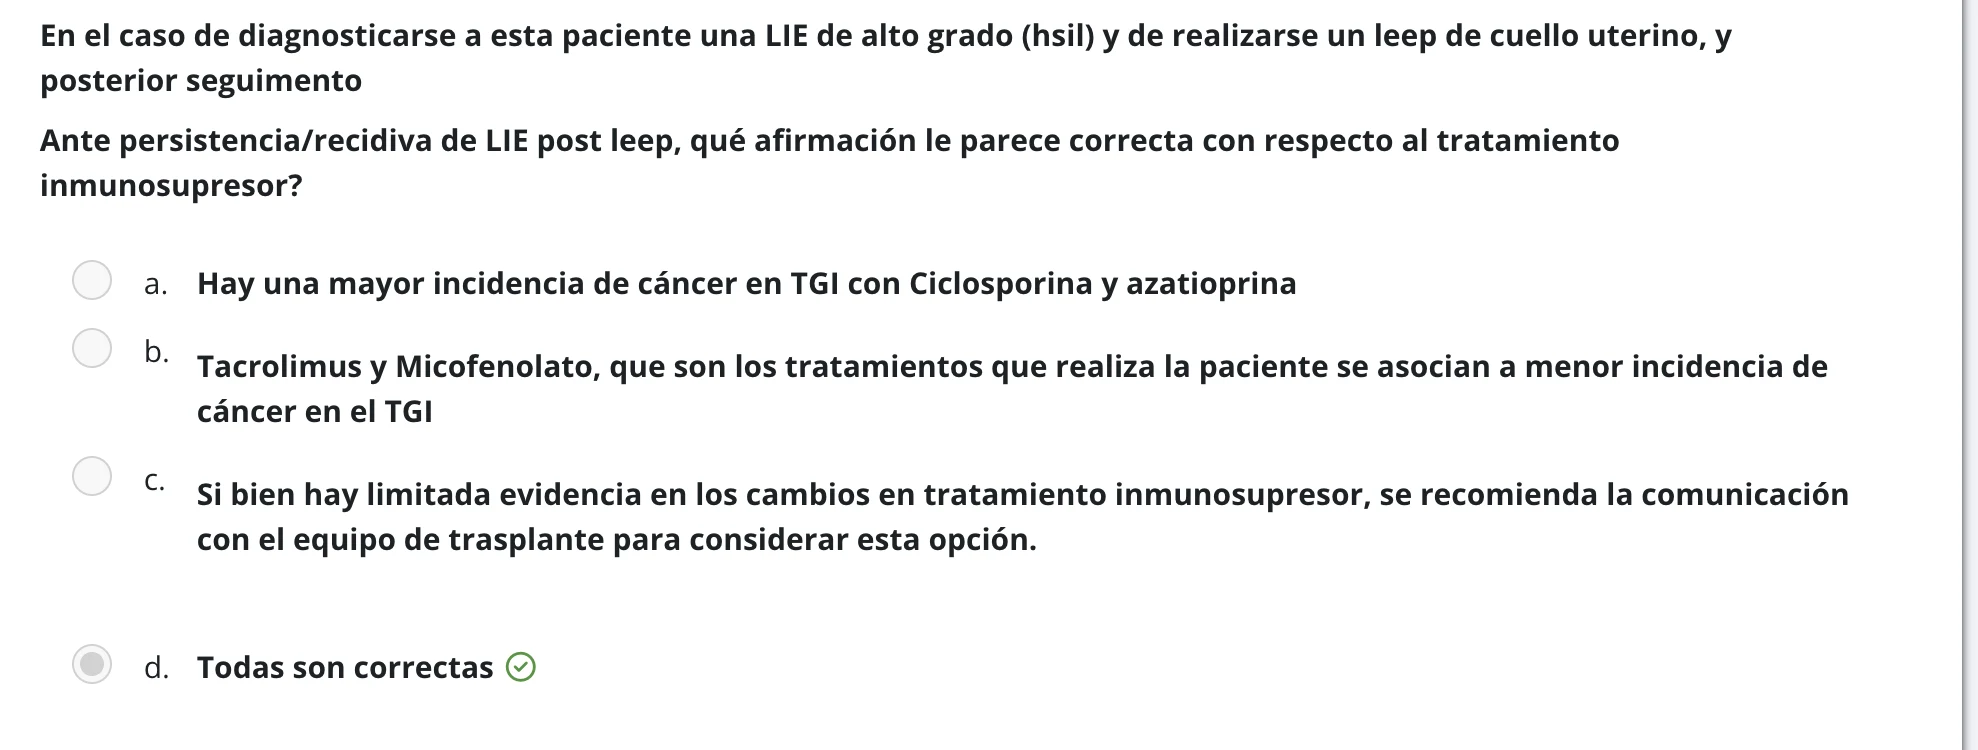 En el caso de diagnosticarse a esta paciente una LIE de alto grado (hsil) y de realizarse un leep de cuello uterino, y
posterior seguimento
Ante persistencia/recidiva de LIE post leep, qué afirmación le parece correcta con respecto al tratamiento
inmunosupresor?
a. Hay una mayor incidencia de cáncer en TGI con Ciclosporina y azatioprina
b. Tacrolimus y Micofenolato, que son los tratamientos que realiza la paciente se asocian a menor incidencia de
cáncer en el TGI
c. Si bien hay limitada evidencia en los cambios en tratamiento inmunosupresor, se recomienda la comunicación
con el equipo de trasplante para considerar esta opción.
d. Todas son correctas